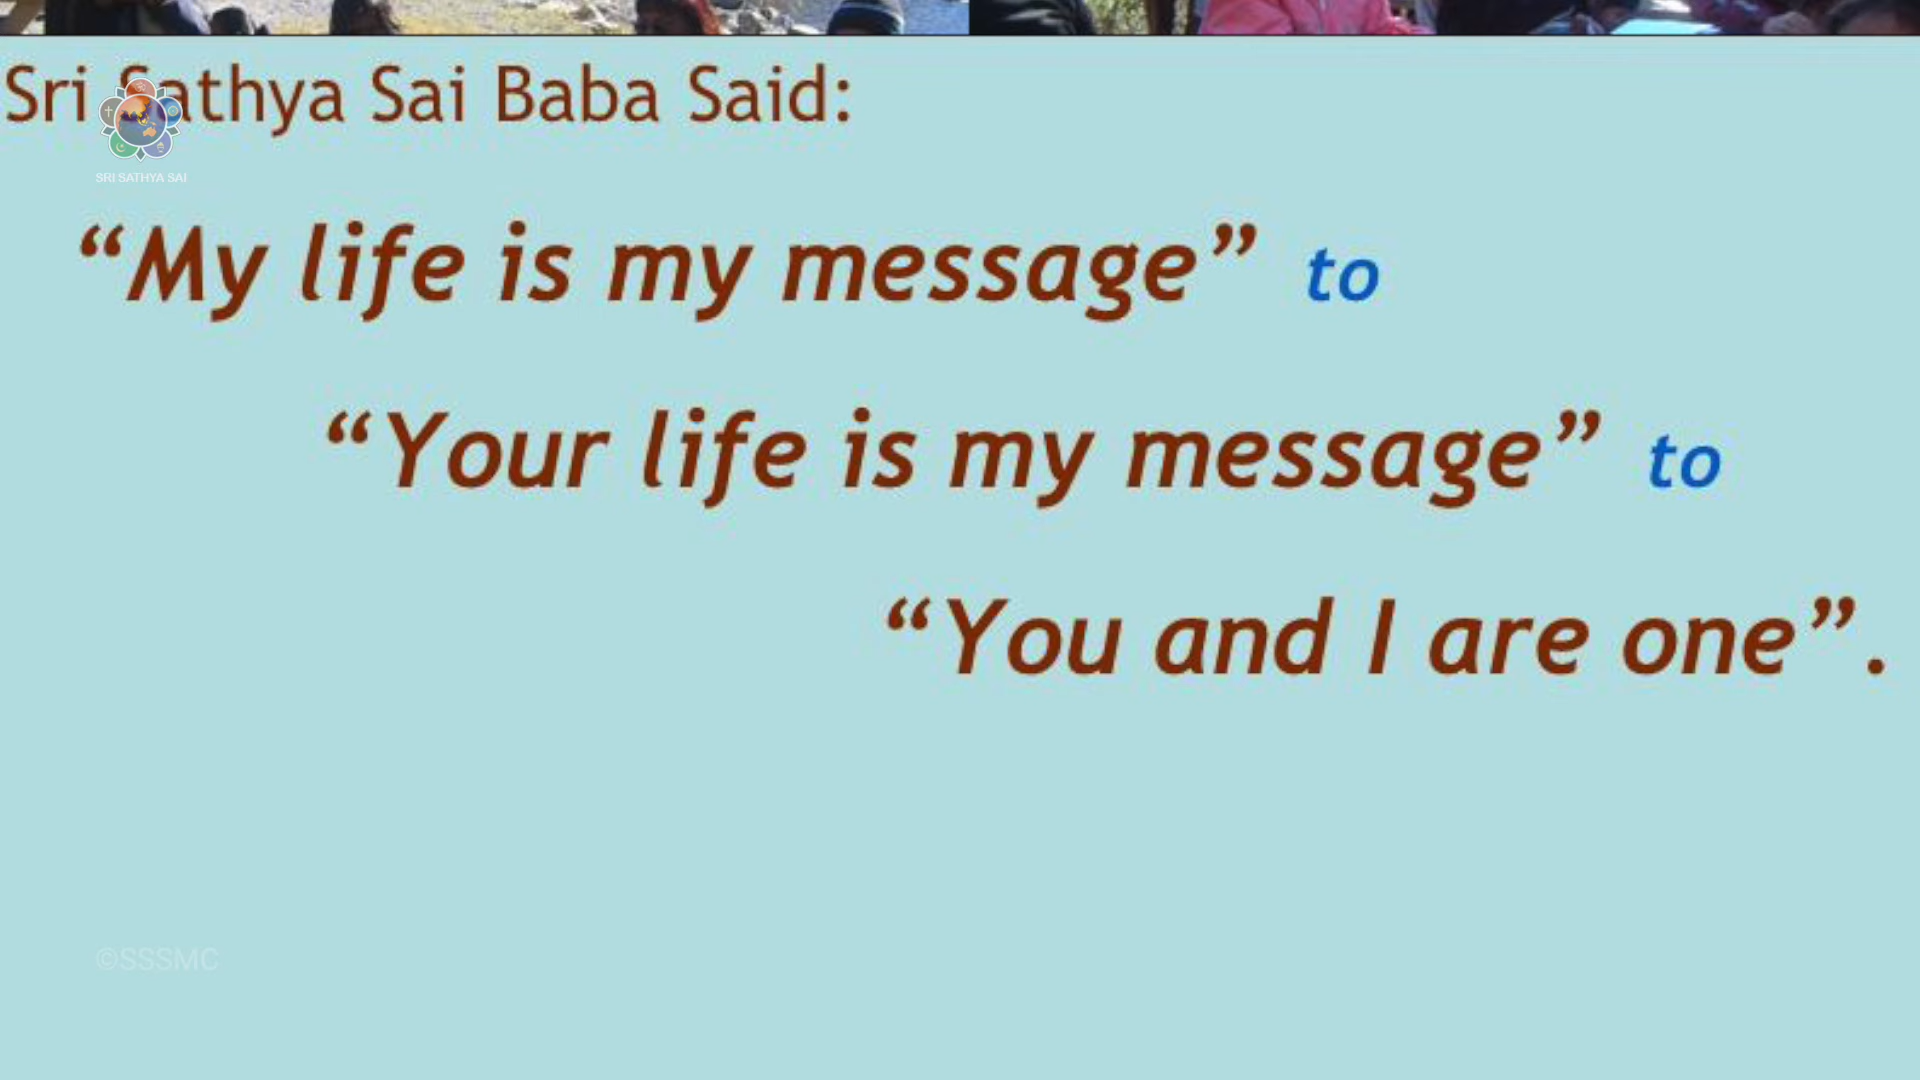 Sri Sathya Sai Baba Said:
SRI SATHYA SAI
“My life is my message” to
“Your life is my message” to
“You and I are one”.
©SSSMC